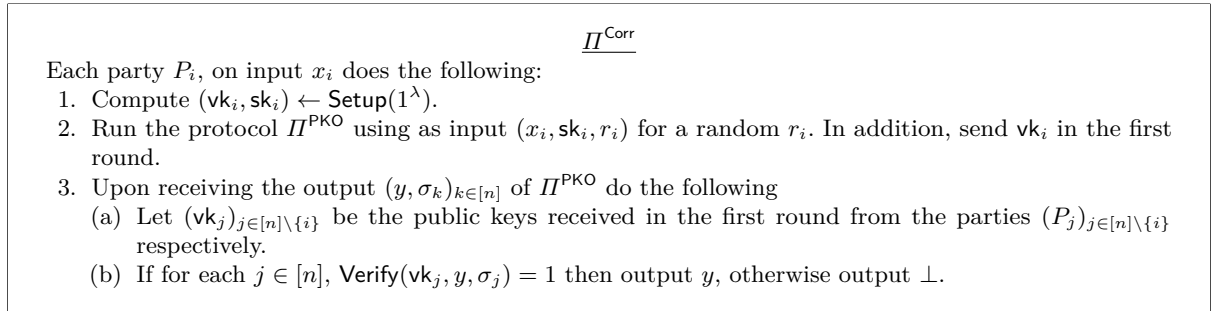 Π^Corr
Each party P_i, on input x_i does the following:
1. Compute (vk_i, sk_i) ← Setup(1^λ).
2. Run the protocol Π^PKO using as input (x_i, sk_i, r_i) for a random r_i. In addition, send vk_i in the first
round.
3. Upon receiving the output (y, σ_k)_{k∈[n]} of Π^PKO do the following
(a) Let (vk_j)_{j∈[n]\{i}} be the public keys received in the first round from the parties (P_j)_{j∈[n]\{i}}
respectively.
(b) If for each j ∈ [n], Verify(vk_j, y, σ_j) = 1 then output y, otherwise output ⊥.